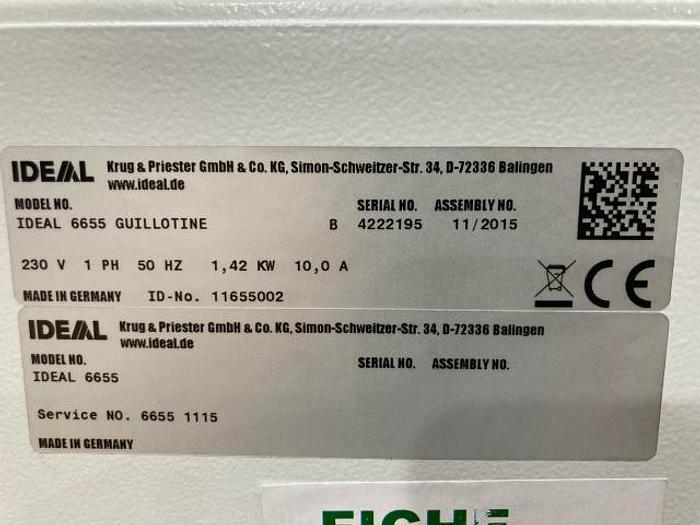 IDEAL Krug & Priester GmbH & Co. KG, Simon-Schweitzer-Str. 34, D-72336 Balingen
www.ideal.de
MODEL NO. SERIAL NO. ASSEMBLY NO.
IDEAL 6655 GUILLOTINE B 4222195 11/2015
230 V 1 PH 50 HZ 1,42 KW 10,0 A
MADE IN GERMANY ID-No. 11655002
CE
IDEAL Krug & Priester GmbH & Co. KG, Simon-Schweitzer-Str. 34, D-72336 Balingen
www.ideal.de
MODEL NO. SERIAL NO. ASSEMBLY NO.
IDEAL 6655
Service NO. 6655 1115
MADE IN GERMANY